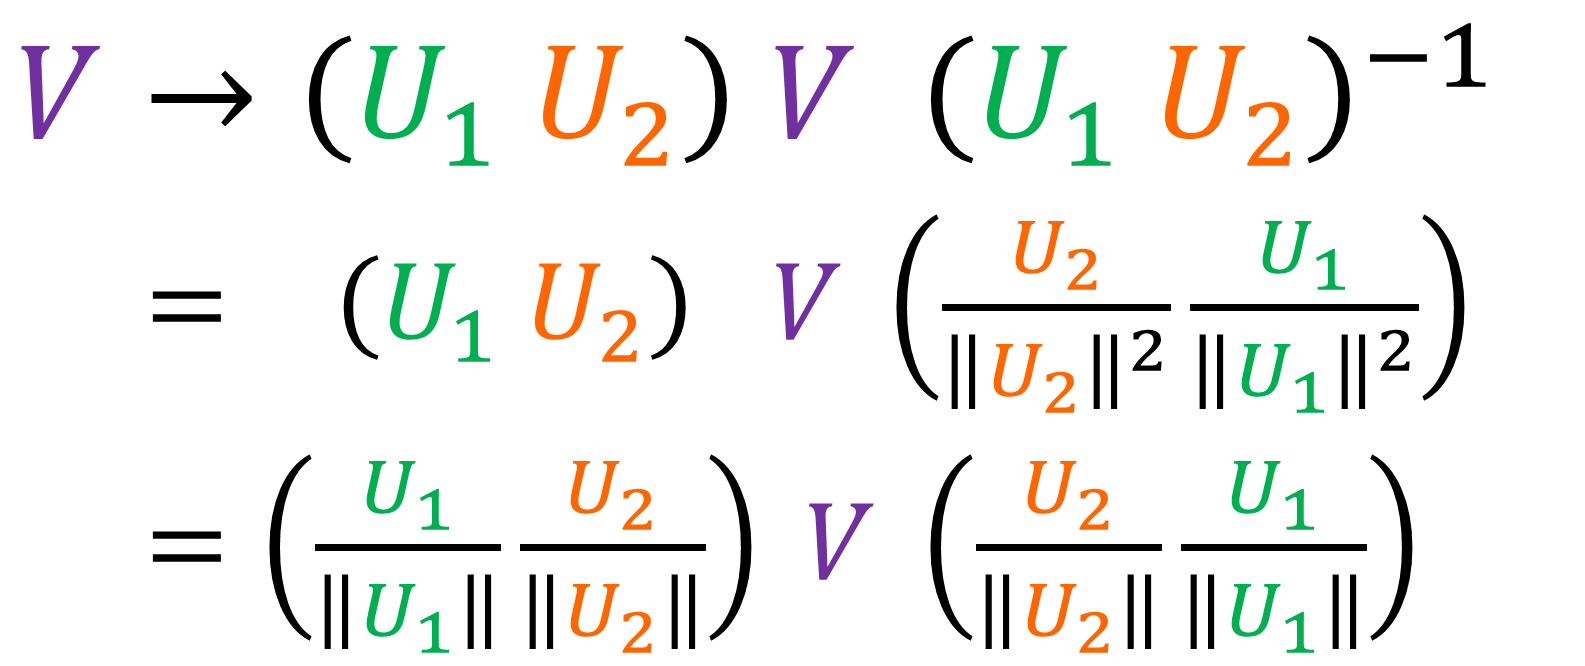 V → (U₁ U₂) V (U₁ U₂)⁻¹
= (U₁ U₂) V (U₂/‖U₂‖² U₁/‖U₁‖²)
= (U₁/‖U₁‖ U₂/‖U₂‖) V (U₂/‖U₂‖ U₁/‖U₁‖)